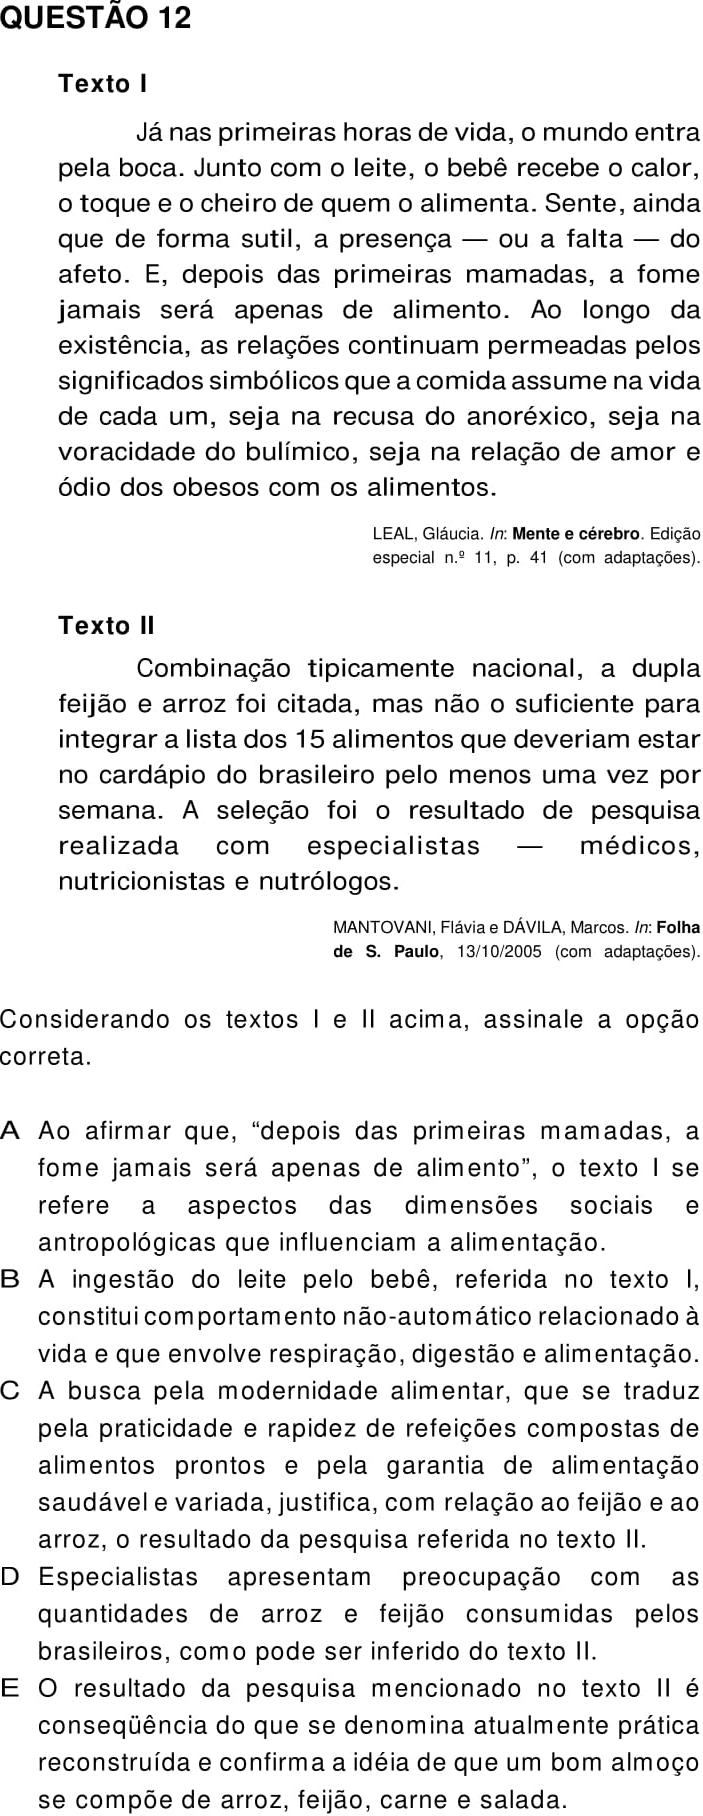 QUESTÃO 12
Texto I
Já nas primeiras horas de vida, o mundo entra
pela boca. Junto com o leite, o bebê recebe o calor,
o toque e o cheiro de quem o alimenta. Sente, ainda
que de forma sutil, a presença — ou a falta — do
afeto. E, depois das primeiras mamadas, a fome
jamais será apenas de alimento. Ao longo da
existência, as relações continuam permeadas pelos
significados simbólicos que a comida assume na vida
de cada um, seja na recusa do anoréxico, seja na
voracidade do bulímico, seja na relação de amor e
ódio dos obesos com os alimentos.
LEAL, Gláucia. In: Mente e cérebro. Edição
especial n.º 11, p. 41 (com adaptações).
Texto II
Combinação tipicamente nacional, a dupla
feijão e arroz foi citada, mas não o suficiente para
integrar a lista dos 15 alimentos que deveriam estar
no cardápio do brasileiro pelo menos uma vez por
semana. A seleção foi o resultado de pesquisa
realizada com especialistas — médicos,
nutricionistas e nutrólogos.
MANTOVANI, Flávia e DÁVILA, Marcos. In: Folha
de S. Paulo, 13/10/2005 (com adaptações).
Considerando os textos I e II acima, assinale a opção
correta.
A Ao afirmar que, “depois das primeiras mamadas, a
fome jamais será apenas de alimento”, o texto I se
refere a aspectos das dimensões sociais e
antropológicas que influenciam a alimentação.
B A ingestão do leite pelo bebê, referida no texto I,
constitui comportamento não-automático relacionado à
vida e que envolve respiração, digestão e alimentação.
C A busca pela modernidade alimentar, que se traduz
pela praticidade e rapidez de refeições compostas de
alimentos prontos e pela garantia de alimentação
saudável e variada, justifica, com relação ao feijão e ao
arroz, o resultado da pesquisa referida no texto II.
D Especialistas apresentam preocupação com as
quantidades de arroz e feijão consumidas pelos
brasileiros, como pode ser inferido do texto II.
E O resultado da pesquisa mencionado no texto II é
conseqüência do que se denomina atualmente prática
reconstruída e confirma a idéia de que um bom almoço
se compõe de arroz, feijão, carne e salada.